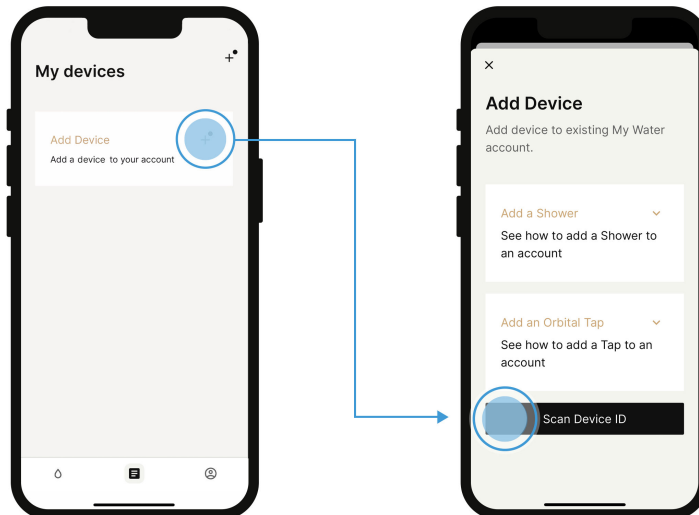 My devices
Add Device
Add a device to your account
Add Device
Add device to existing My Water
account.
Add a Shower
See how to add a Shower to
an account
Add an Orbital Tap
See how to add a Tap to an
account
Scan Device ID